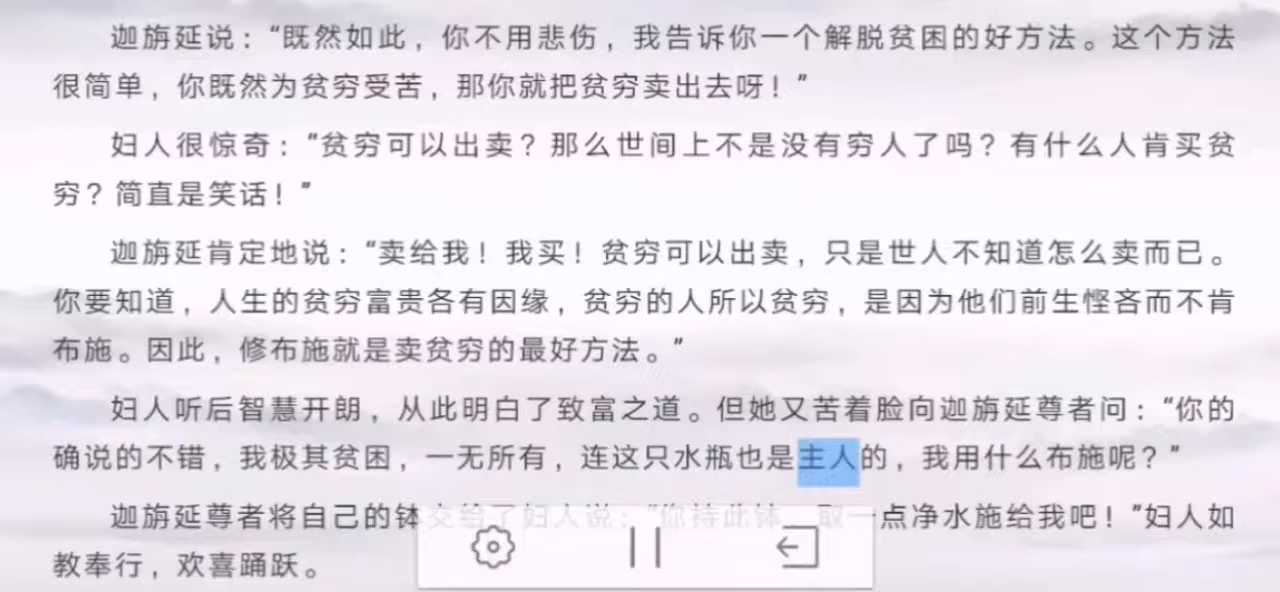 迦旃延说：“既然如此，你不用悲伤，我告诉你一个解脱贫困的好方法。这个方法
很简单，你既然为贫穷受苦，那你就把贫穷卖出去呀！”
妇人很惊奇：“贫穷可以出卖？那么世间上不是没有穷人了吗？有什么人肯买贫
穷？简直是笑话！”
迦旃延肯定地说：“卖给我！我买！贫穷可以出卖，只是世人不知道怎么卖而已。
你要知道，人生的贫穷富贵各有因缘，贫穷的人所以贫穷，是因为他们前生悭吝而不肯
布施。因此，修布施就是卖贫穷的最好方法。”
妇人听后智慧开朗，从此明白了致富之道。但她又苦着脸向迦旃延尊者问：“你的
确说的不错，我极其贫困，一无所有，连这只水瓶也是主人的，我用什么布施呢？”
迦旃延尊者将自己的钵交给了妇人说：“你持此钵，取一点净水施给我吧！”妇人如
教奉行，欢喜踊跃。